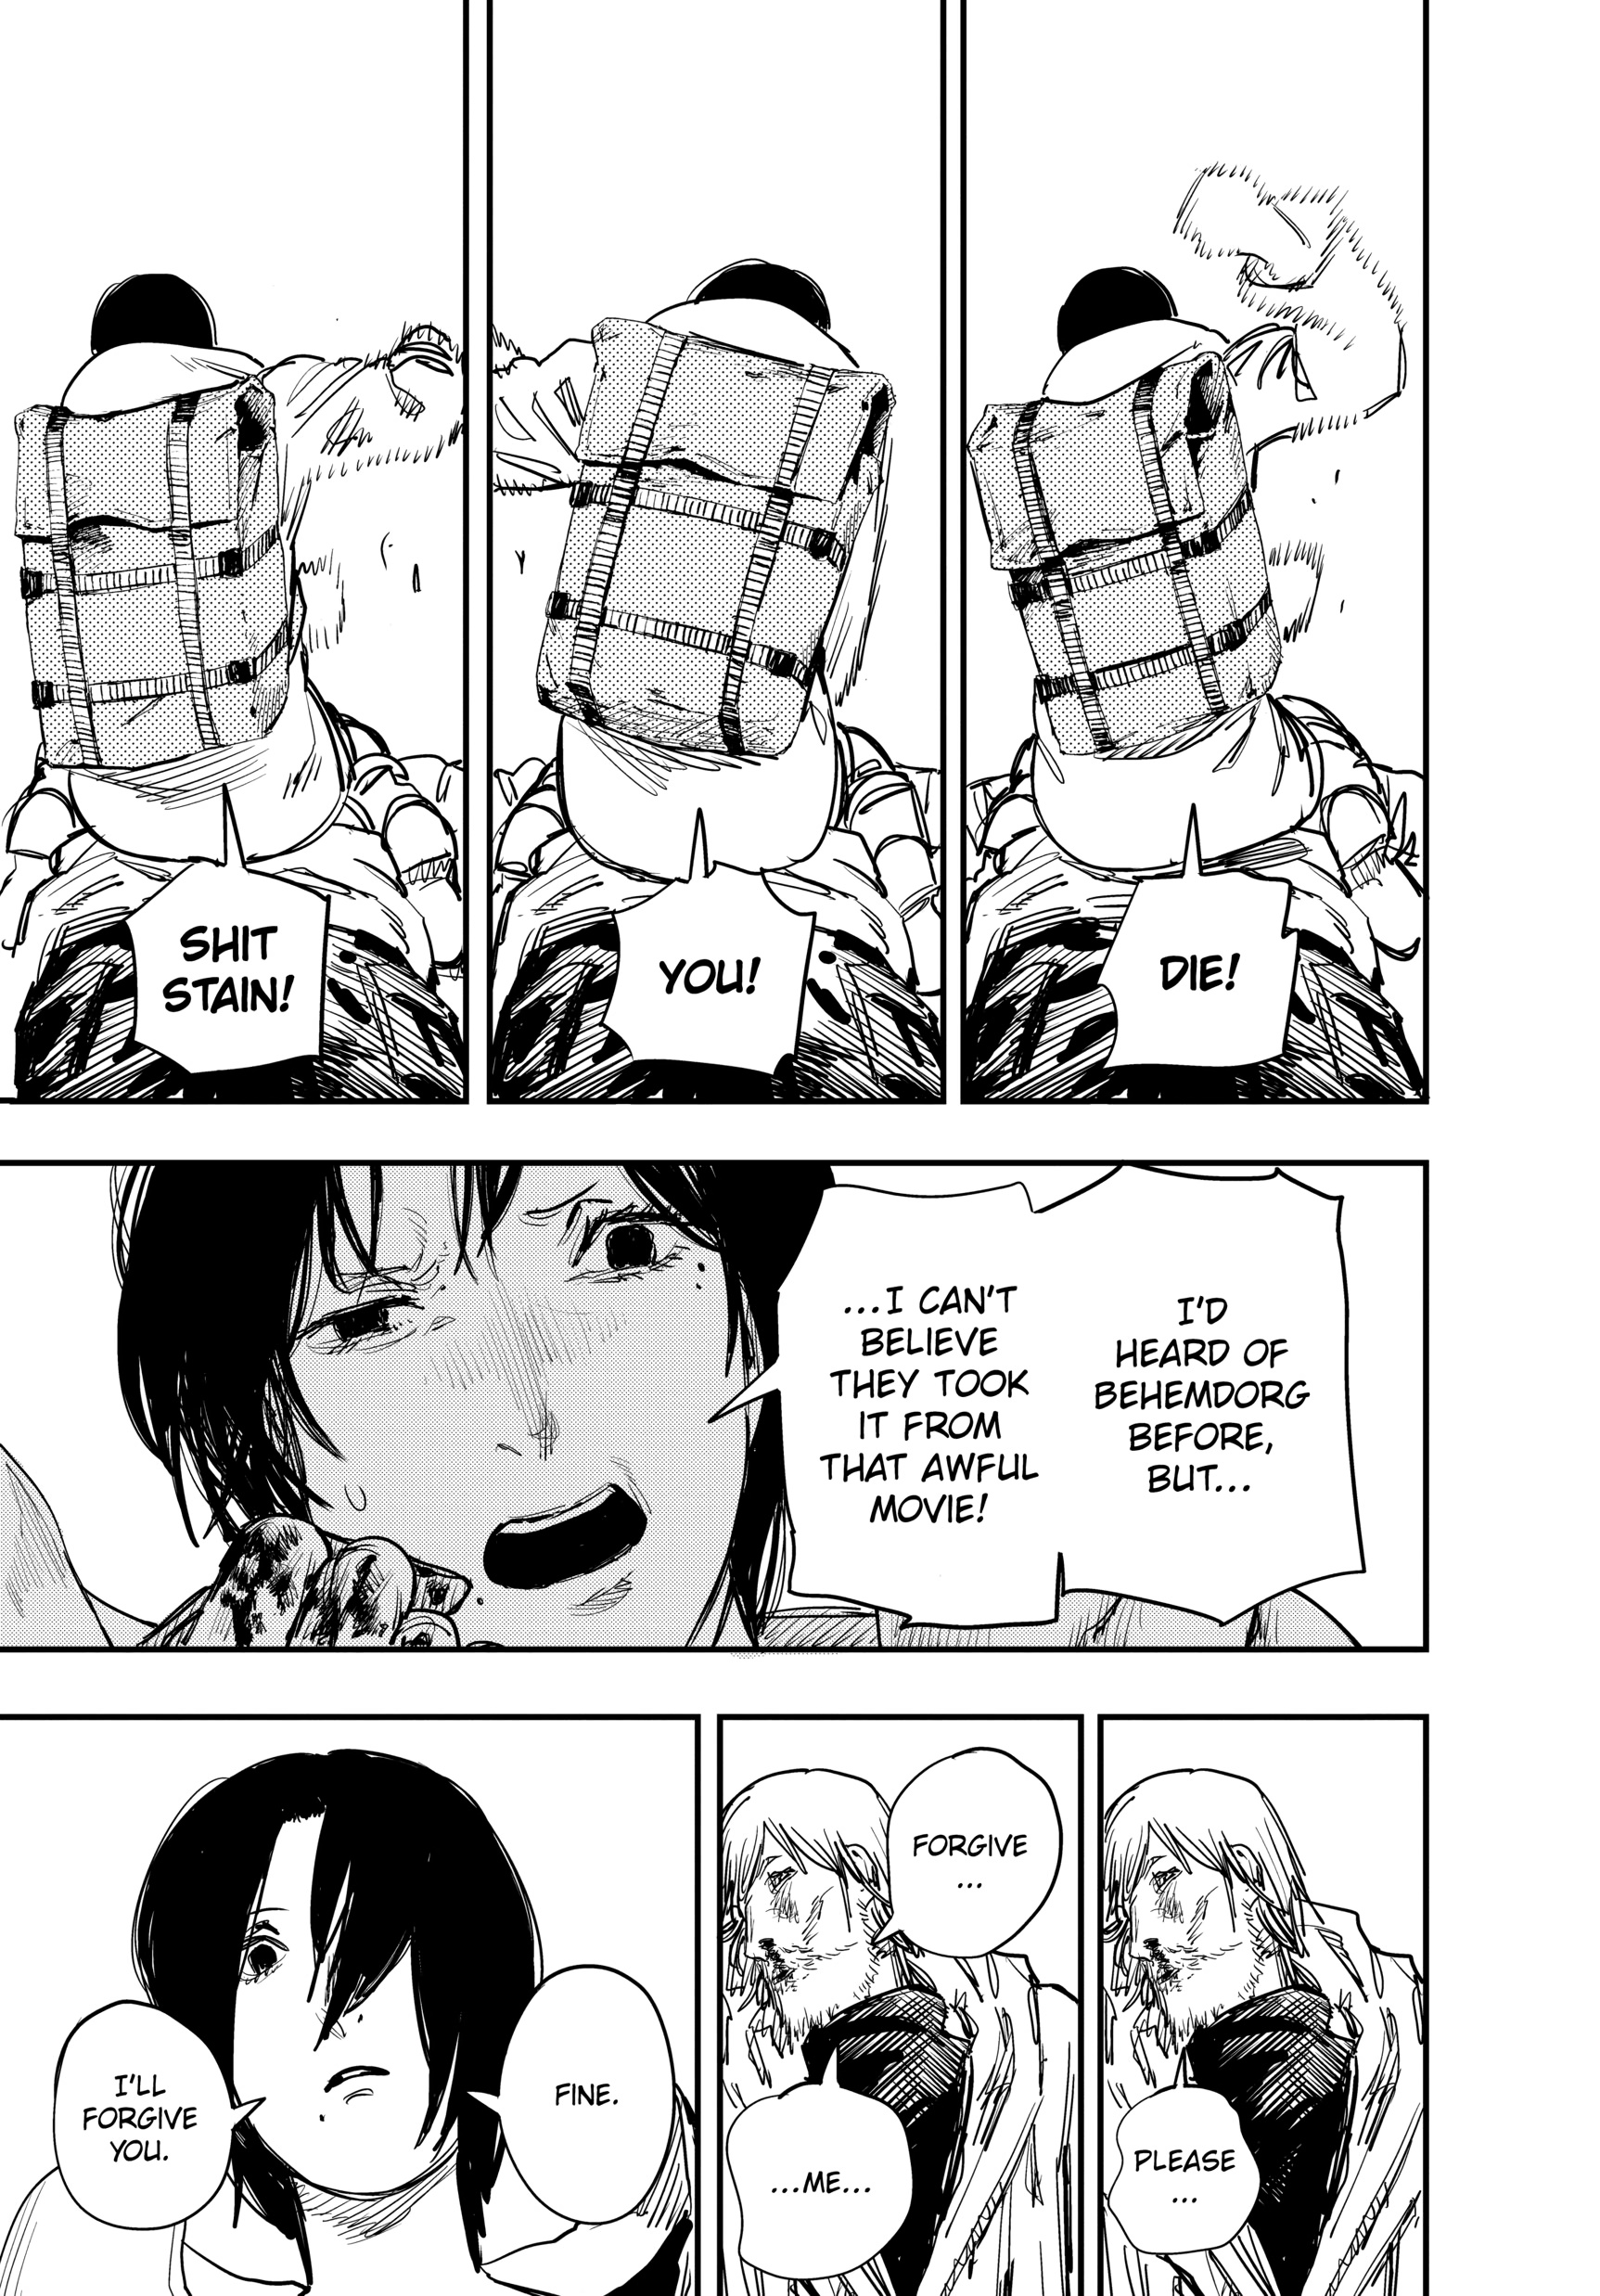 DIE!
YOU!
SHIT
STAIN!
I'D
HEARD OF
BEHEMDORG
BEFORE,
BUT...
...I CAN'T
BELIEVE
THEY TOOK
IT FROM
THAT AWFUL
MOVIE!
PLEASE
...
FORGIVE
...
...ME...
FINE.
I'LL
FORGIVE
YOU.